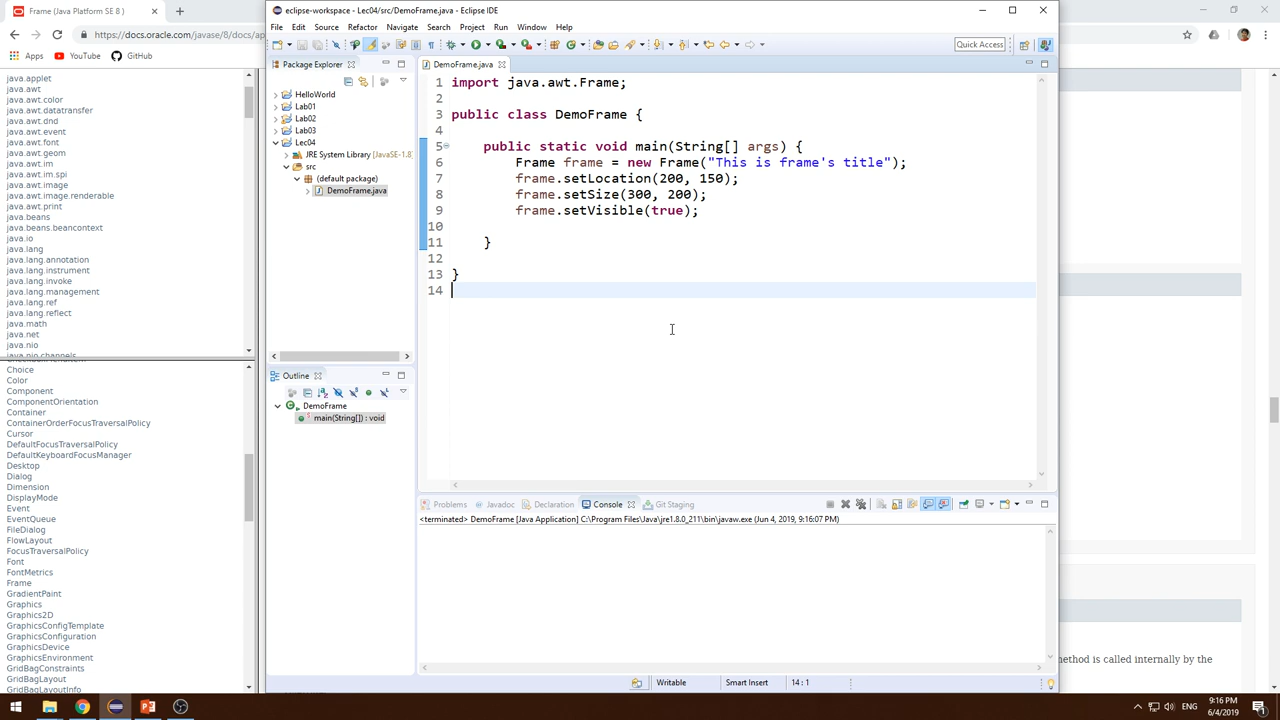 Frame (Java Platform SE 8 )
https://docs.oracle.com/javase/8/docs/ap
Apps
YouTube
GitHub
java.applet
java.awt
java.awt.color
java.awt.datatransfer
java.awt.dnd
java.awt.event
java.awt.font
java.awt.geom
java.awt.im
java.awt.im.spi
java.awt.image
java.awt.image.renderable
java.awt.print
java.beans
java.beans.beancontext
java.io
java.lang
java.lang.annotation
java.lang.instrument
java.lang.invoke
java.lang.management
java.lang.ref
java.lang.reflect
java.math
java.net
java.nio
java.nio.channels
Choice
Color
Component
ComponentOrientation
Container
ContainerOrderFocusTraversalPolicy
Cursor
DefaultFocusTraversalPolicy
DefaultKeyboardFocusManager
Desktop
Dialog
Dimension
DisplayMode
Event
EventQueue
FileDialog
FlowLayout
FocusTraversalPolicy
Font
FontMetrics
Frame
GradientPaint
Graphics
Graphics2D
GraphicsConfigTemplate
GraphicsConfiguration
GraphicsDevice
GraphicsEnvironment
GridBagConstraints
GridBagLayout
GridBagLayoutInfo
eclipse-workspace - Lec04/src/DemoFrame.java - Eclipse IDE
File Edit Source Refactor Navigate Search Project Run Window Help
Quick Access
Package Explorer
HelloWorld
Lab01
Lab02
Lab03
Lec04
JRE System Library [JavaSE-1.8]
src
(default package)
DemoFrame.java
Outline
DemoFrame
main(String[]) : void
DemoFrame.java
1 import java.awt.Frame;
2
3 public class DemoFrame {
4
5 public static void main(String[] args) {
6 Frame frame = new Frame("This is frame's title");
7 frame.setLocation(200, 150);
8 frame.setSize(300, 200);
9 frame.setVisible(true);
10
11 }
12
13 }
14
Problems Javadoc Declaration Console Git Staging
<terminated> DemoFrame [Java Application] C:\Program Files\Java\jre1.8.0_211\bin\javaw.exe (Jun 4, 2019, 9:16:07 PM)
Writable Smart Insert 14 : 1
ethod is called internally by the
ENG
9:16 PM
6/4/2019